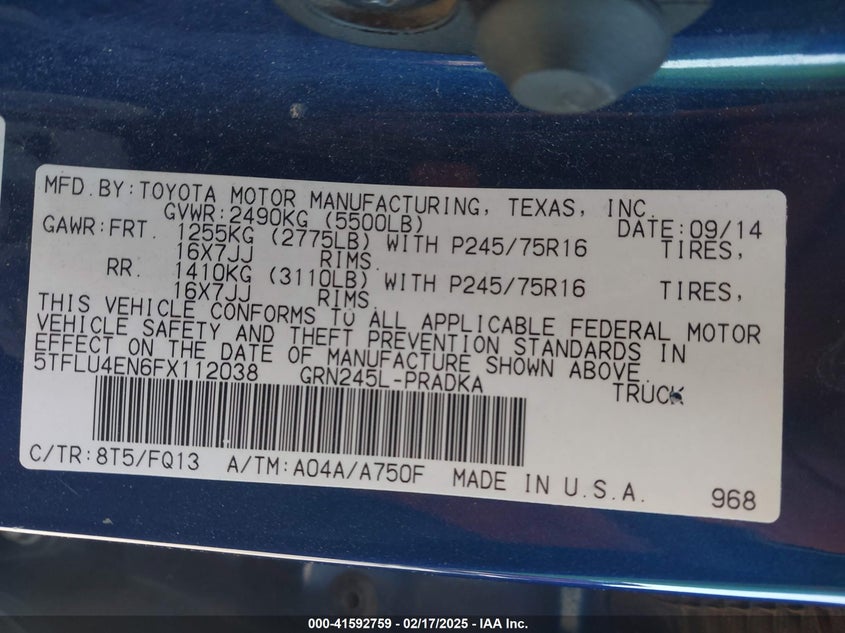 MFD.BY:TOYOTA MOTOR MANUFACTURING, TEXAS, INC.
GVWR:2490KG (5500LB) DATE:09/14
GAWR:FRT. 1255KG (2775LB) WITH P245/75R16 TIRES,
16X7JJ RIMS.
RR. 1410KG (3110LB) WITH P245/75R16 TIRES,
16X7JJ RIMS.
THIS VEHICLE CONFORMS TO ALL APPLICABLE FEDERAL MOTOR
VEHICLE SAFETY AND THEFT PREVENTION STANDARDS IN
EFFECT ON THE DATE OF MANUFACTURE SHOWN ABOVE.
5TFLU4EN6FX112038 GRN245L-PRADKA TRUCK
C/TR:8T5/FQ13 A/TM:A04A/A750F MADE IN U.S.A. 968
000-41592759 — 02/17/2025 - IAA Inc.